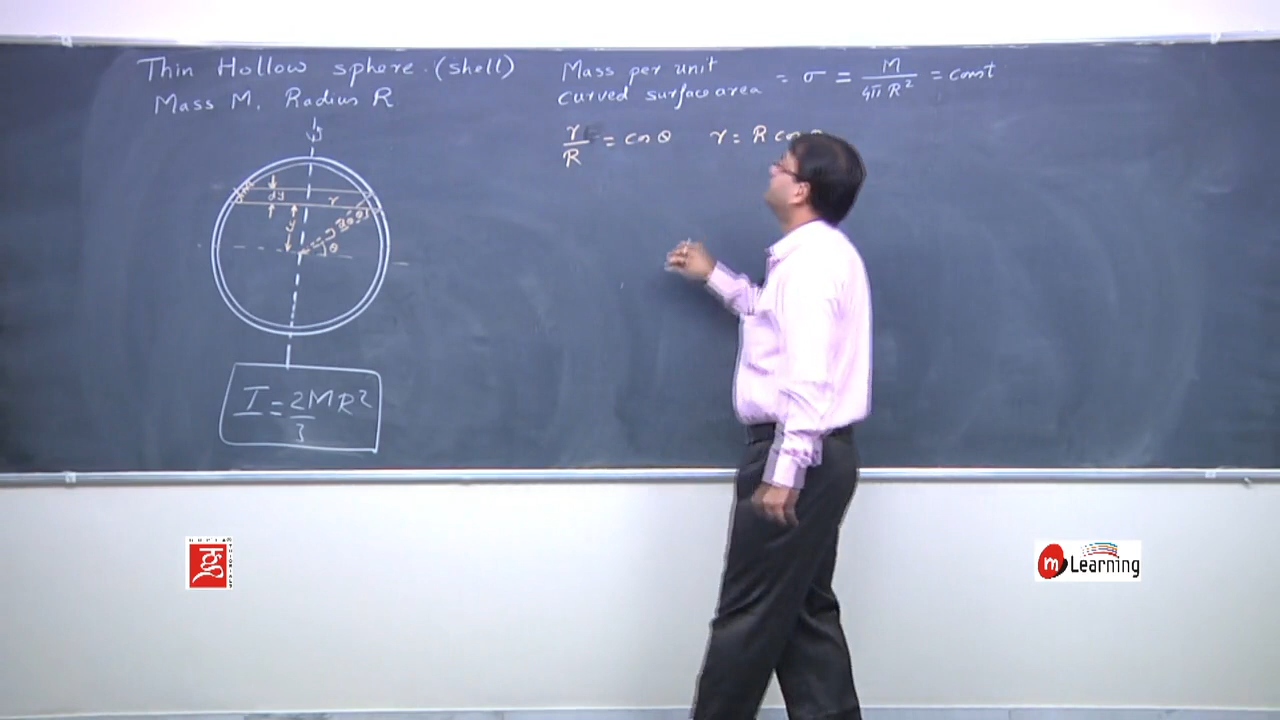 Thin Hollow sphere. (shell)
Mass M, Radius R
y
dy
r
y
R
θ
θ
I = 2MR²/3
Mass per unit
curved surface area = σ = M/4πR² = const
r/R = cos θ r = R cos
TUTORIALS
m Learning